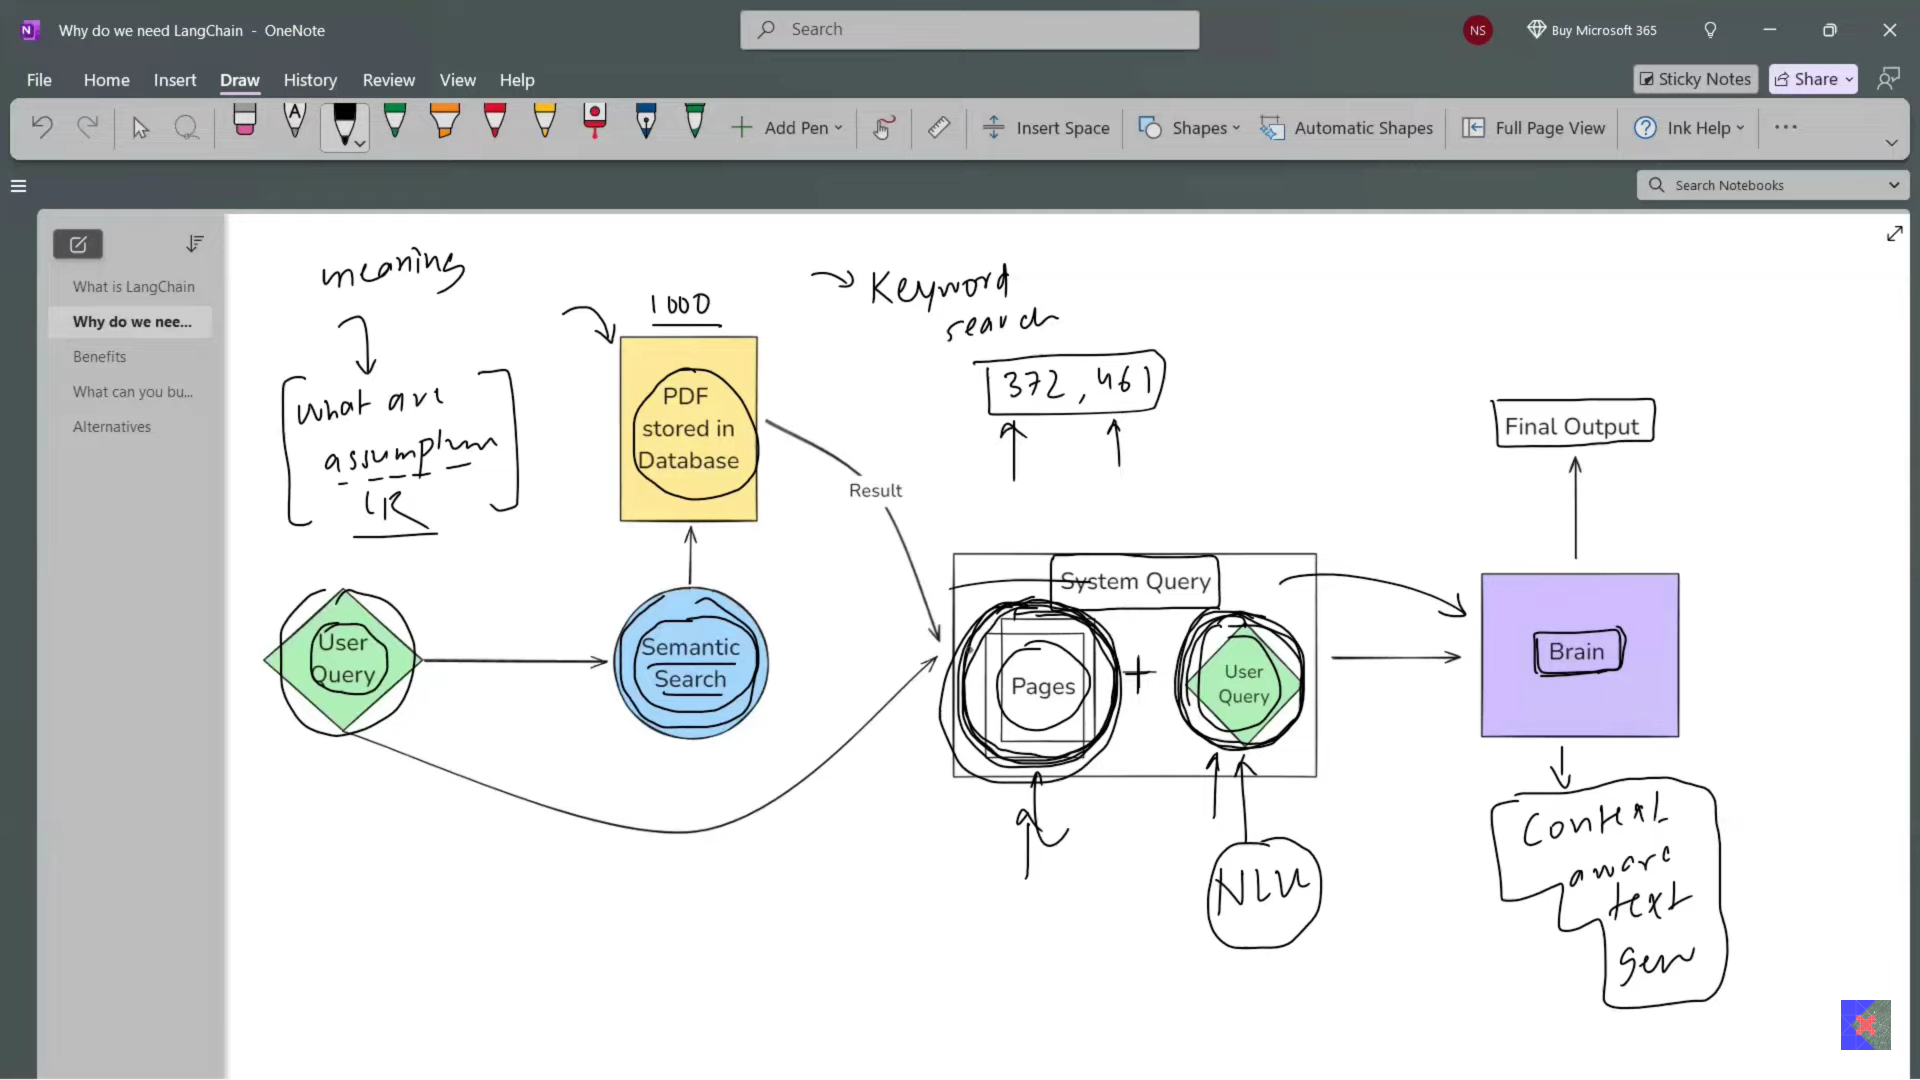 Why do we need LangChain - OneNote
Search
NS
Buy Microsoft 365
File Home Insert Draw History Review View Help
Sticky Notes
Share
Add Pen
Insert Space
Shapes
Automatic Shapes
Full Page View
Ink Help
Search Notebooks
What is LangChain
Why do we nee...
Benefits
What can you bu...
Alternatives
meaning
What are
LR
1000
PDF
stored in
Database
Keyword
search
372, 461
Result
User
Query
Semantic
Search
System Query
Pages
+
User
Query
NLU
Final Output
Brain
Context
aware
text
gen